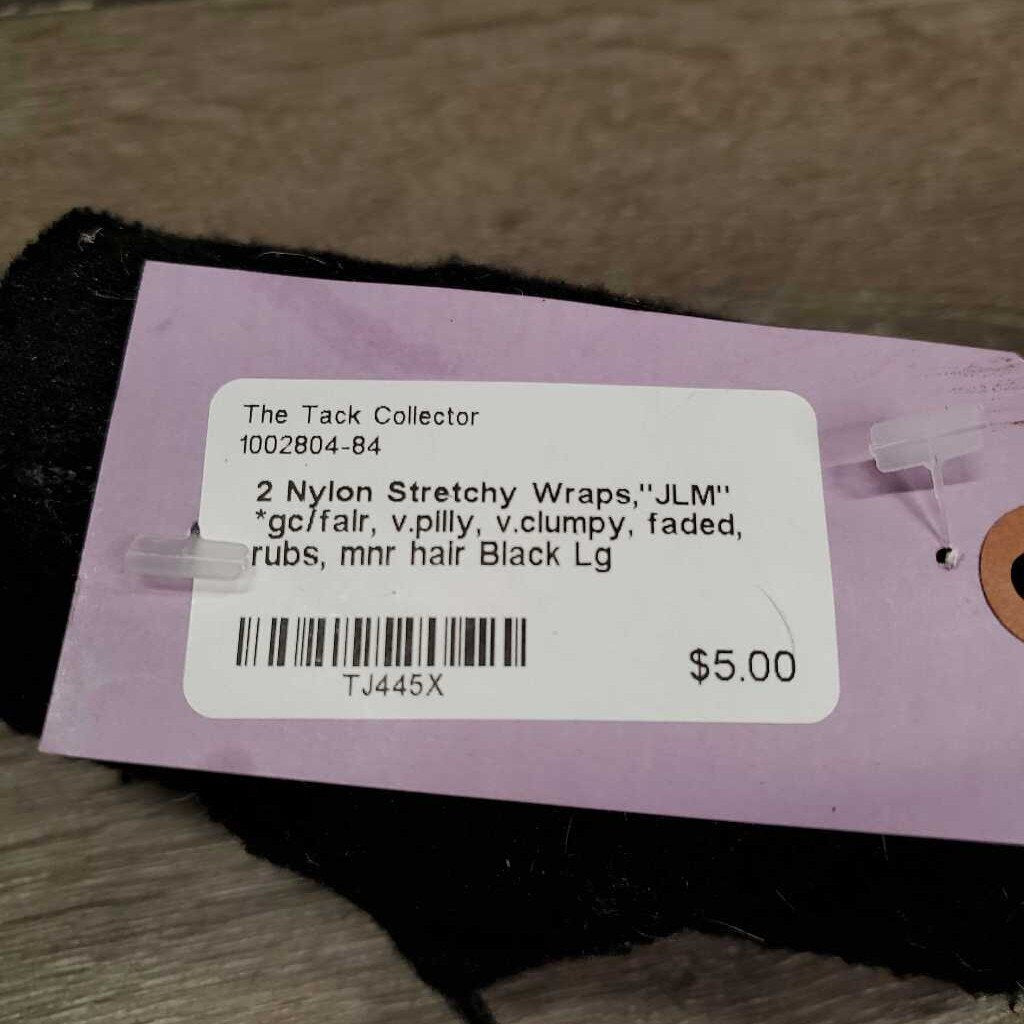 The Tack Collector
1002804-84
2 Nylon Stretchy Wraps,"JLM"
*gc/fair, v.pilly, v.clumpy, faded,
rubs, mnr hair Black Lg
TJ445X
$5.00